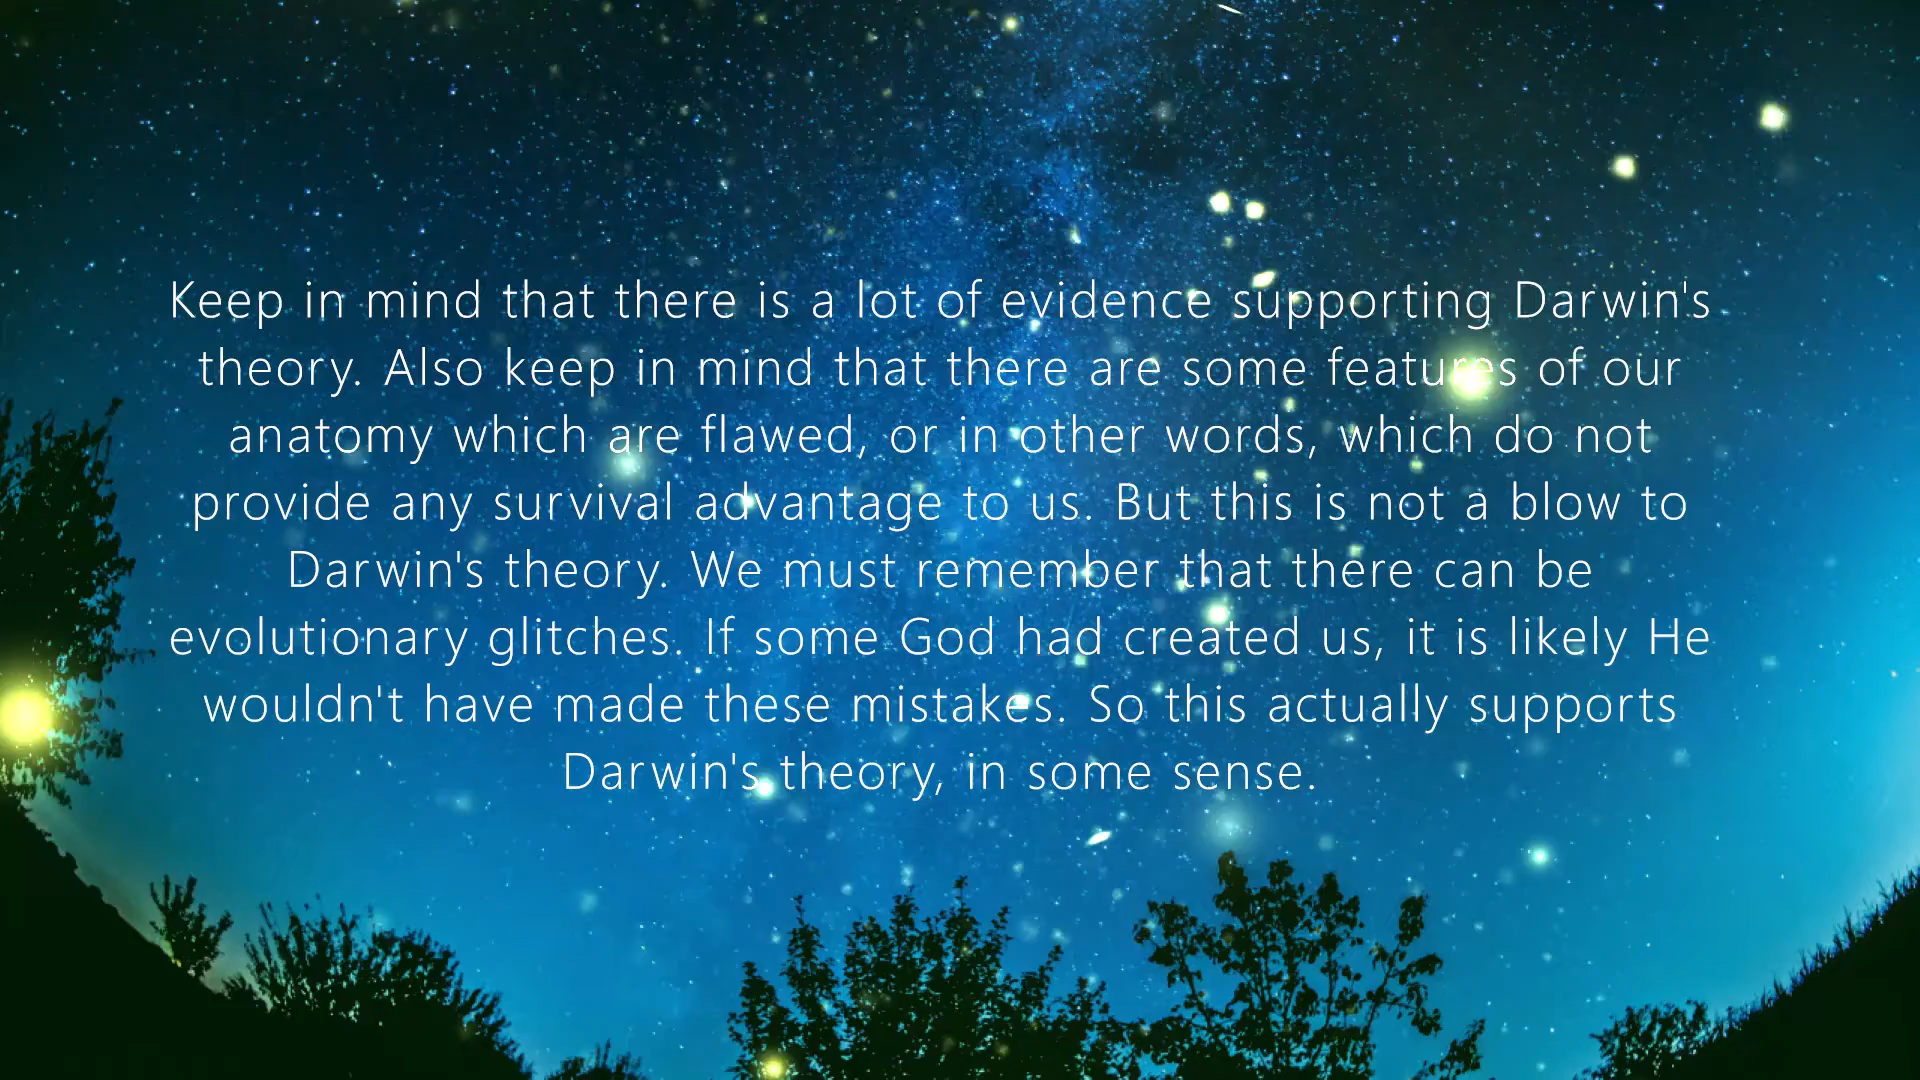 Keep in mind that there is a lot of evidence supporting Darwin's
theory. Also keep in mind that there are some features of our
anatomy which are flawed, or in other words, which do not
provide any survival advantage to us. But this is not a blow to
Darwin's theory. We must remember that there can be
evolutionary glitches. If some God had created us, it is likely He
wouldn't have made these mistakes. So this actually supports
Darwin's theory, in some sense.